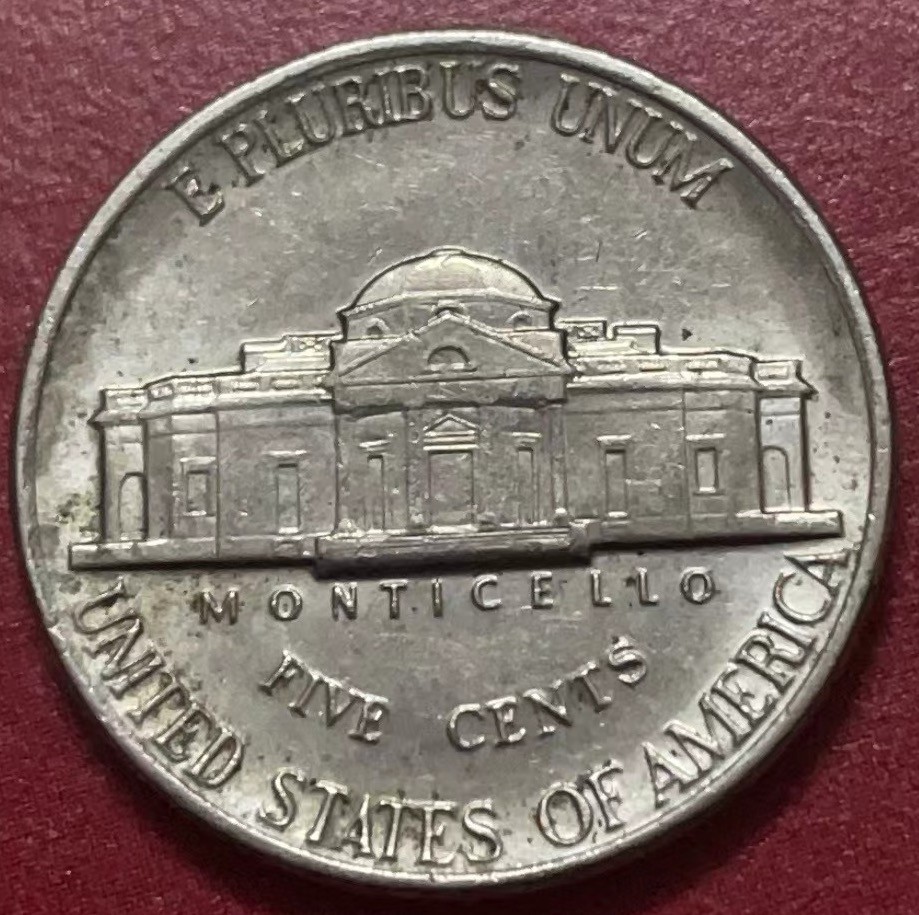 E PLURIBUS UNUM
MONTICELLO
FIVE CENTS
UNITED STATES OF AMERICA